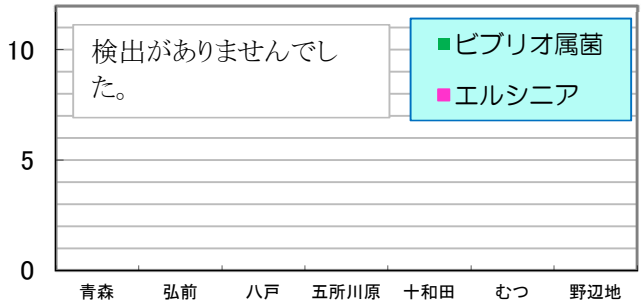 10
5
0
検出がありませんでし
た。
■ビブリオ属菌
■エルシニア
青森 弘前 八戸 五所川原 十和田 むつ 野辺地